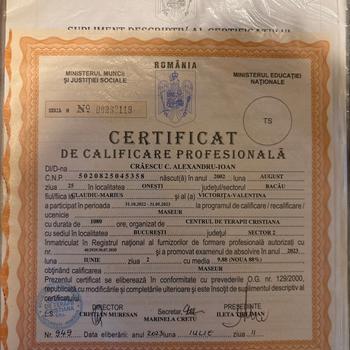 SUPLIMENT DESCRIPTIV AL CERTIFICATULUI
ROMÂNIA
MINISTERUL MUNCII
ȘI JUSTIȚIEI SOCIALE
MINISTERUL EDUCAȚIEI
NAȚIONALE
SERIA M Nº
TS
CERTIFICAT
DE CALIFICARE PROFESIONALĂ
Dl/D-na CRĂESCU C. ALEXANDRU-IOAN
C.N.P. 5020825045358 născut(ă) în anul 2002 luna AUGUST
ziua 25 în localitatea ONEȘTI județul/sectorul BACĂU
fiul/fiica lui CLAUDIU-MARIUS și al(a) VICTORIȚA-VALENTINA
a participat în perioada 31.10.2022 - 31.05.2023 la programul de calificare / recalificare /
ucenicie MASEUR
cu durata de 1080 ore, organizat de CENTRUL DE TERAPII CRISTIANA
cu sediul în localitatea BUCUREȘTI județul SECTOR 2
înmatriculat în Registrul național al furnizorilor de formare profesională autorizați cu
nr. și a promovat examenul de absolvire în anul 2023
luna IUNIE ziua 2 cu media 9.88 /NOUĂ 88%/
obținând calificarea MASEUR
Prezentul certificat se eliberează în conformitate cu prevederile O.G. nr. 129/2000,
republicată cu modificările și completările ulterioare și este însoțit de suplimentul descriptiv al
certificatului.
DIRECTOR Secretar, PREȘEDINTE
CRISTIAN MURESAN MARINELA CREȚU ILEȚA
Nr. 949 Data eliberării: anul 2023 luna IULIE ziua 11